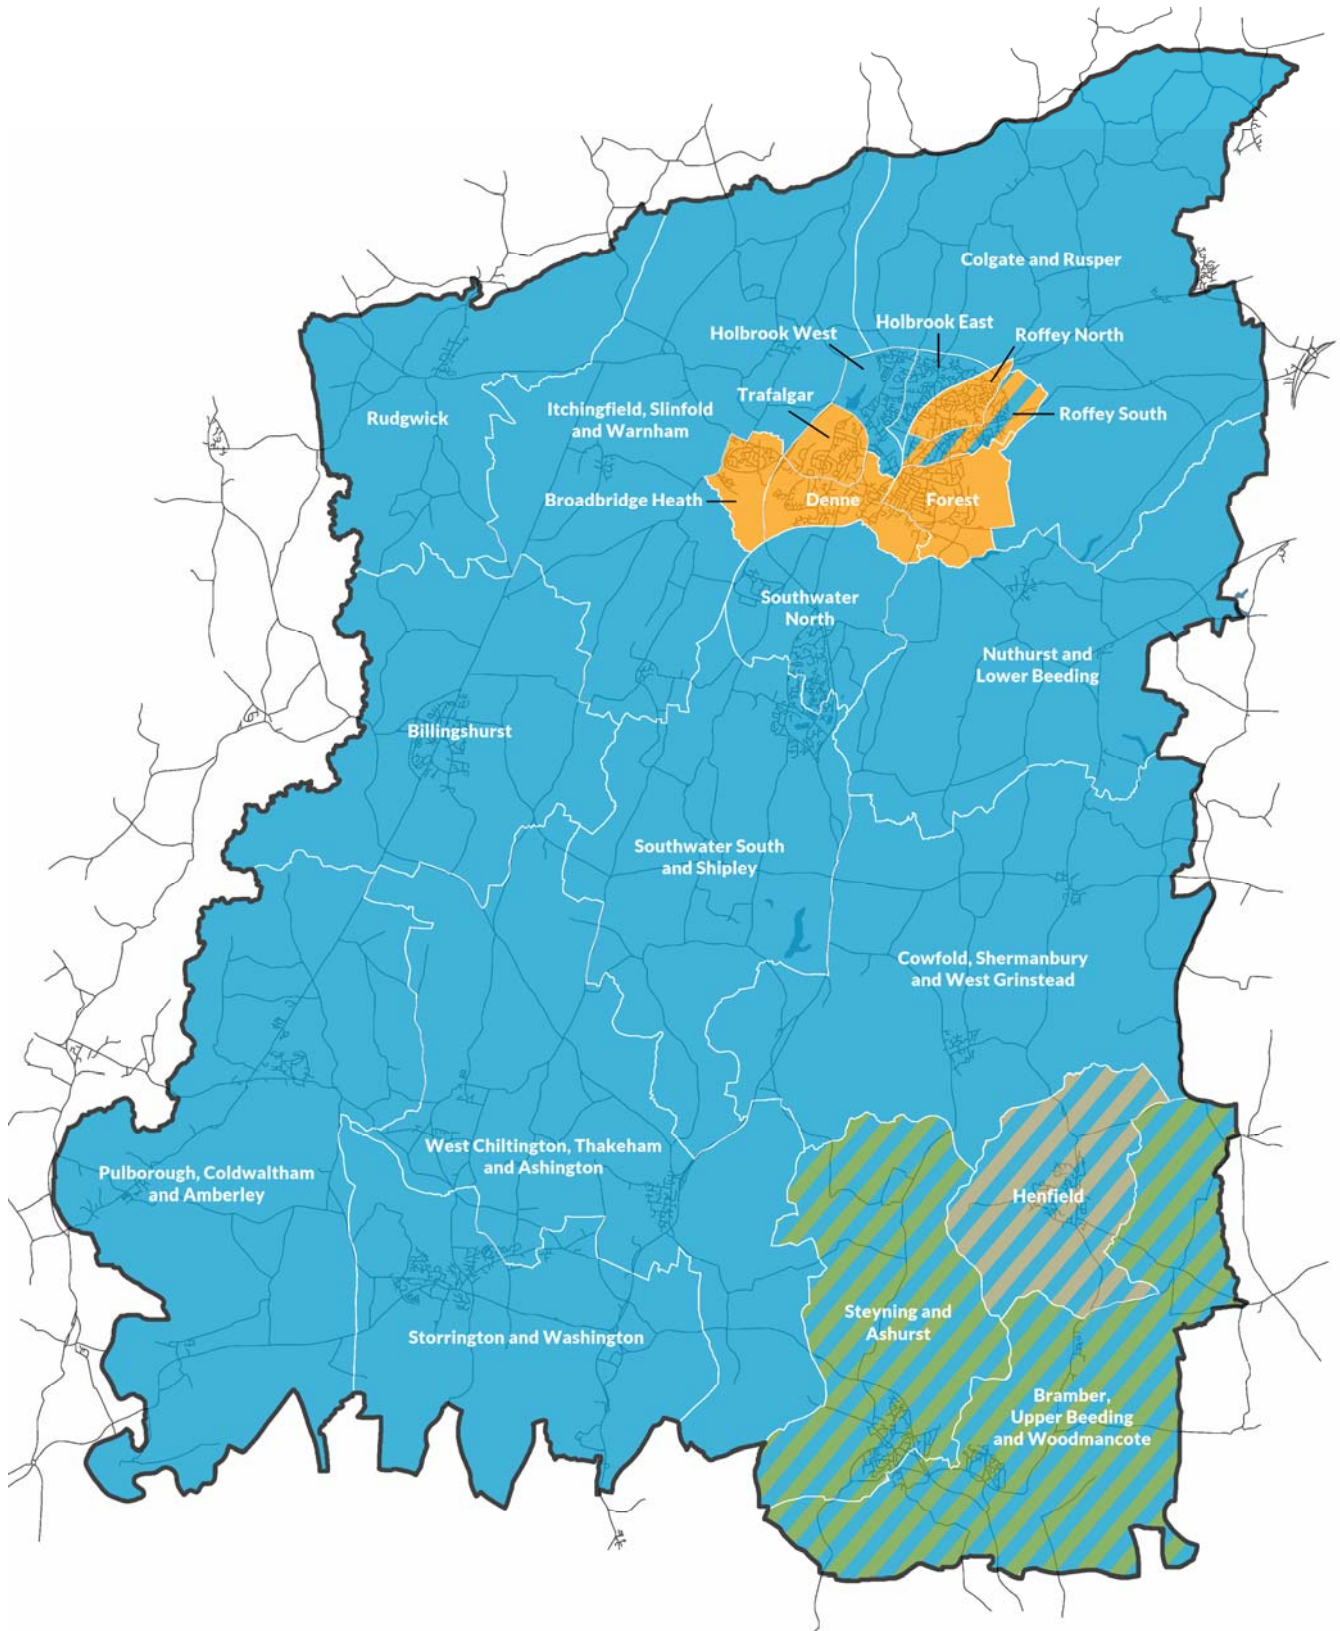 Colgate and Rusper
Holbrook West
Holbrook East
Roffey North
Trafalgar
Rudgwick
Itchingfield, Slinfold
and Warnham
Roffey South
Broadbridge Heath
Denne
Forest
Southwater
North
Nuthurst and
Lower Beeding
Billingshurst
Southwater South
and Shipley
Cowfold, Shermanbury
and West Grinstead
West Chiltington, Thakeham
and Ashington
Pulborough, Coldwaltham
and Amberley
Henfield
Steyning and
Ashurst
Storrington and Washington
Bramber,
Upper Beeding
and Woodmancote